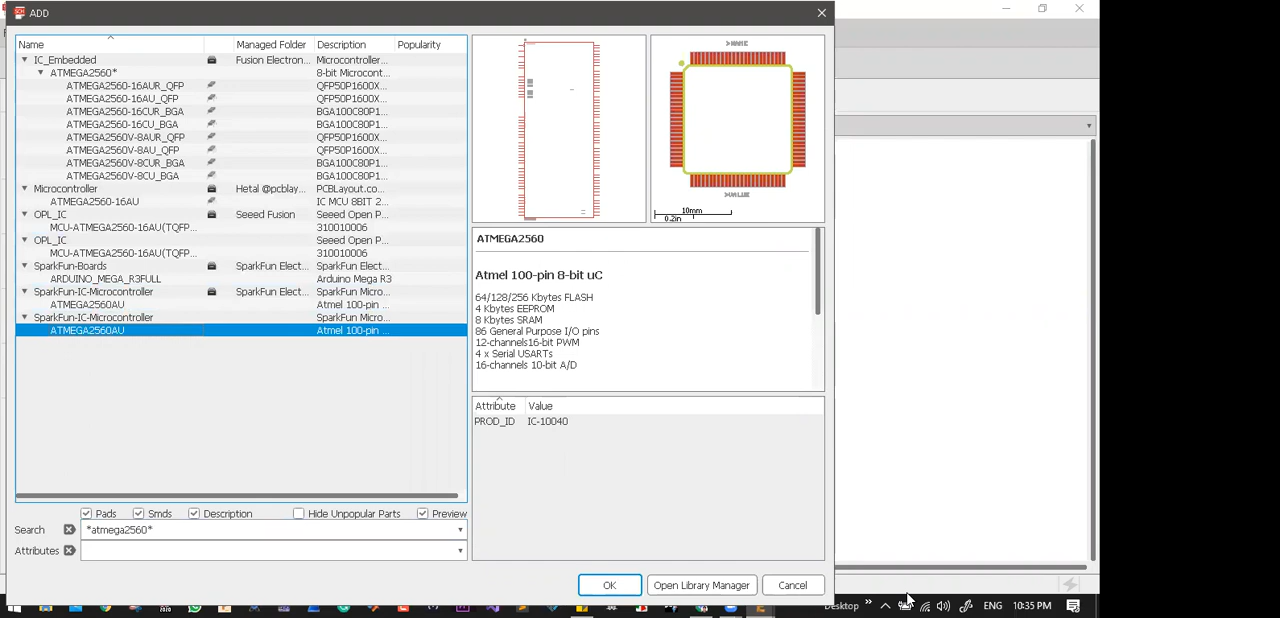 SCH ADD
Name Managed Folder Description Popularity
IC_Embedded Fusion Electron... Microcontroller...
ATMEGA2560* 8-bit Microcont...
ATMEGA2560-16AUR_QFP QFP50P1600X...
ATMEGA2560-16AU_QFP QFP50P1600X...
ATMEGA2560-16CUR_BGA BGA100C80P1...
ATMEGA2560-16CU_BGA BGA100C80P1...
ATMEGA2560V-8AUR_QFP QFP50P1600X...
ATMEGA2560V-8AU_QFP QFP50P1600X...
ATMEGA2560V-8CUR_BGA BGA100C80P1...
ATMEGA2560V-8CU_BGA BGA100C80P1...
Microcontroller Hetal @pcblay... PCBLayout.co...
ATMEGA2560-16AU IC MCU 8BIT 2...
OPL_IC Seeed Fusion Seeed Open P...
MCU-ATMEGA2560-16AU(TQFP... 310010006
OPL_IC Seeed Open P...
MCU-ATMEGA2560-16AU(TQFP... 310010006
SparkFun-Boards SparkFun Elect... SparkFun Elect...
ARDUINO_MEGA_R3FULL Arduino Mega R3
SparkFun-IC-Microcontroller SparkFun Elect... SparkFun Micro...
ATMEGA2560AU Atmel 100-pin ...
SparkFun-IC-Microcontroller SparkFun Micro...
ATMEGA2560AU Atmel 100-pin ...
>NAME
>VALUE
10mm
0.2in
ATMEGA2560
Atmel 100-pin 8-bit uC
64/128/256 Kbytes FLASH
4 Kbytes EEPROM
8 Kbytes SRAM
86 General Purpose I/O pins
12-channels16-bit PWM
4 x Serial USARTs
16-channels 10-bit A/D
Attribute Value
PROD_ID IC-10040
Pads Smds Description Hide Unpopular Parts Preview
Search *atmega2560*
Attributes
OK Open Library Manager Cancel
Desktop » ENG 10:35 PM